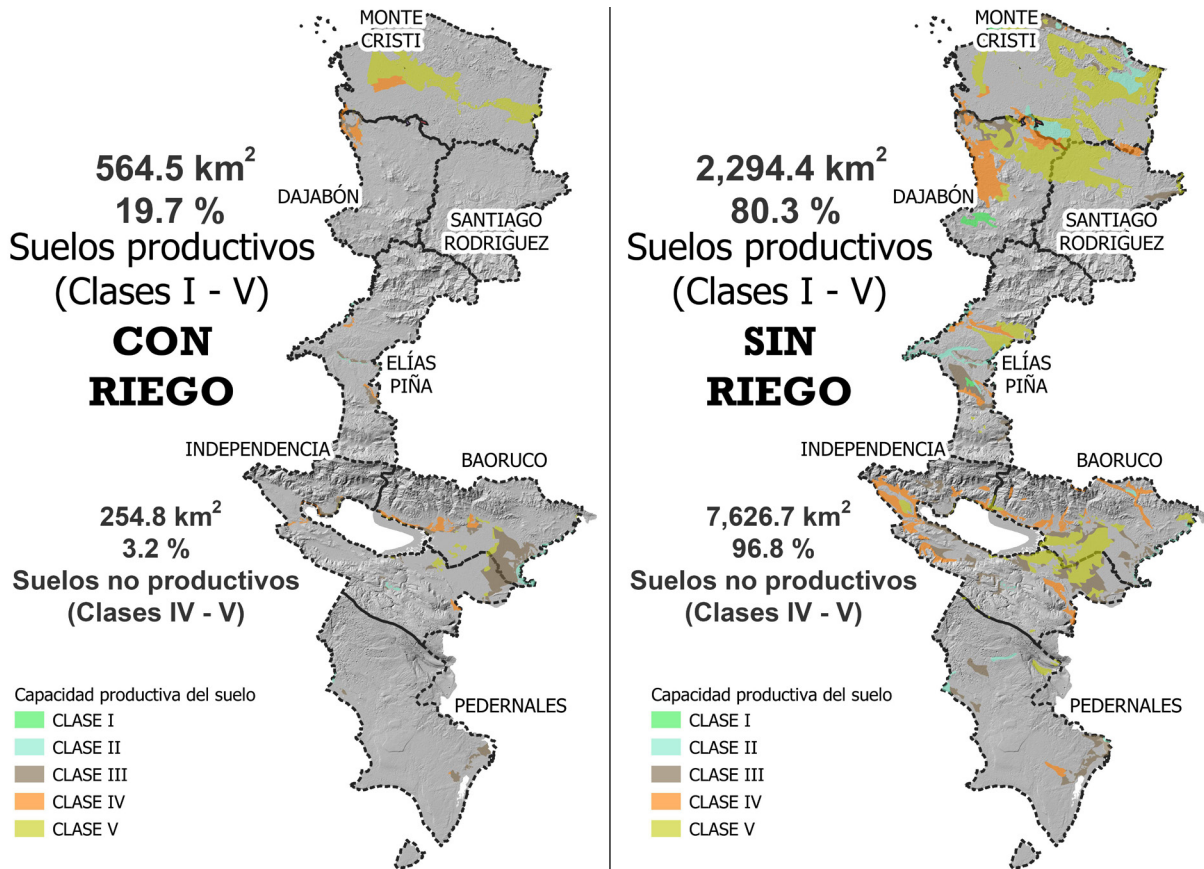 MONTE
CRISTI
564.5 km²
19.7 %
Suelos productivos
(Clases I - V)
CON
RIEGO
DAJABÓN
SANTIAGO
RODRIGUEZ
ELÍAS
PIÑA
INDEPENDENCIA
BAORUCO
254.8 km²
3.2 %
Suelos no productivos
(Clases IV - V)
PEDERNALES
Capacidad productiva del suelo
CLASE I
CLASE II
CLASE III
CLASE IV
CLASE V
MONTE
CRISTI
2,294.4 km²
80.3 %
Suelos productivos
(Clases I - V)
SIN
RIEGO
DAJABÓN
SANTIAGO
RODRIGUEZ
ELÍAS
PIÑA
INDEPENDENCIA
BAORUCO
7,626.7 km²
96.8 %
Suelos no productivos
(Clases IV - V)
PEDERNALES
Capacidad productiva del suelo
CLASE I
CLASE II
CLASE III
CLASE IV
CLASE V